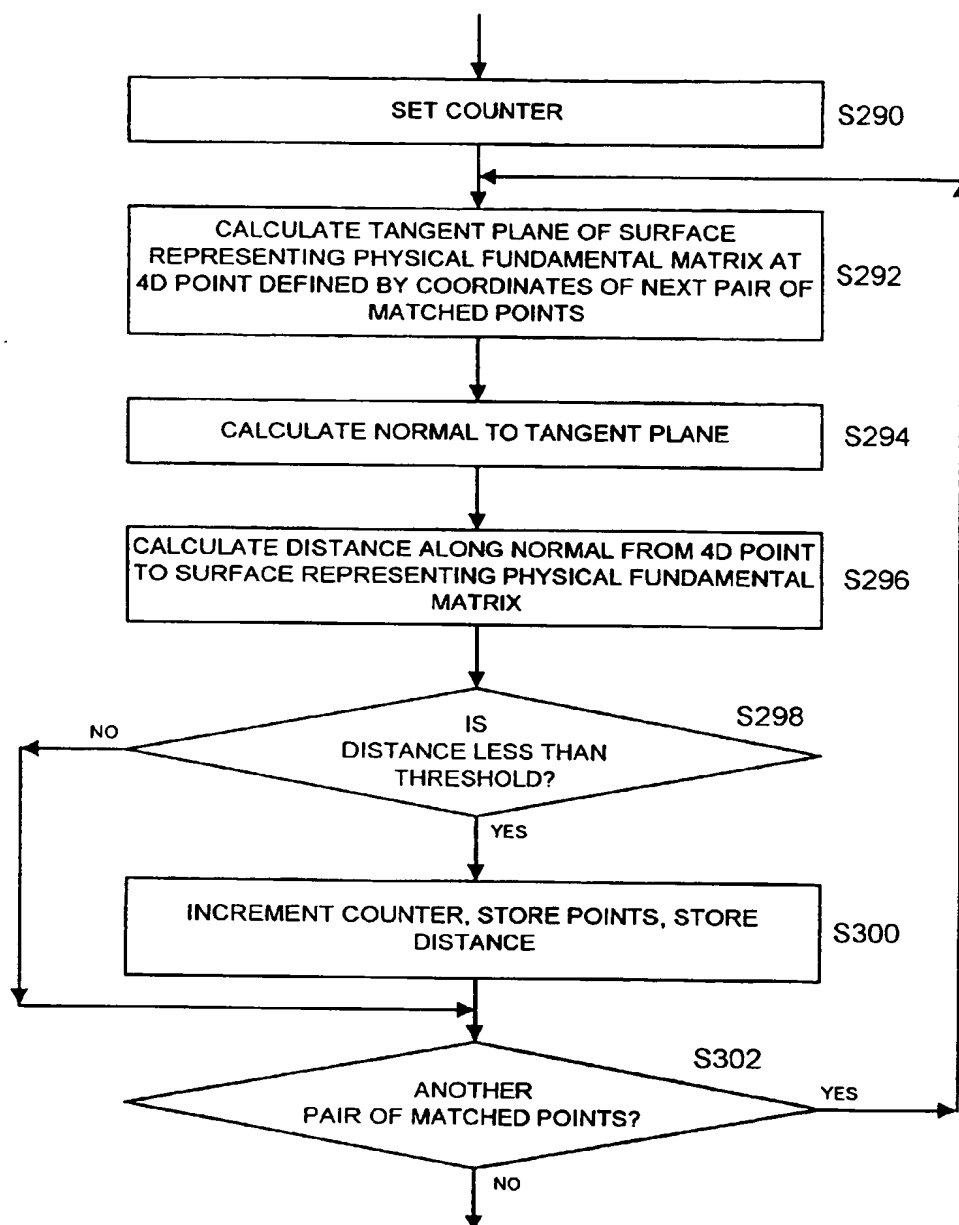 SET COUNTER
S290
CALCULATE TANGENT PLANE OF SURFACE
REPRESENTING PHYSICAL FUNDAMENTAL MATRIX AT
4D POINT DEFINED BY COORDINATES OF NEXT PAIR OF
MATCHED POINTS
S292
CALCULATE NORMAL TO TANGENT PLANE
S294
CALCULATE DISTANCE ALONG NORMAL FROM 4D POINT
TO SURFACE REPRESENTING PHYSICAL FUNDAMENTAL
MATRIX
S296
IS
DISTANCE LESS THAN
THRESHOLD?
S298
NO
YES
INCREMENT COUNTER, STORE POINTS, STORE
DISTANCE
S300
ANOTHER
PAIR OF MATCHED POINTS?
S302
YES
NO